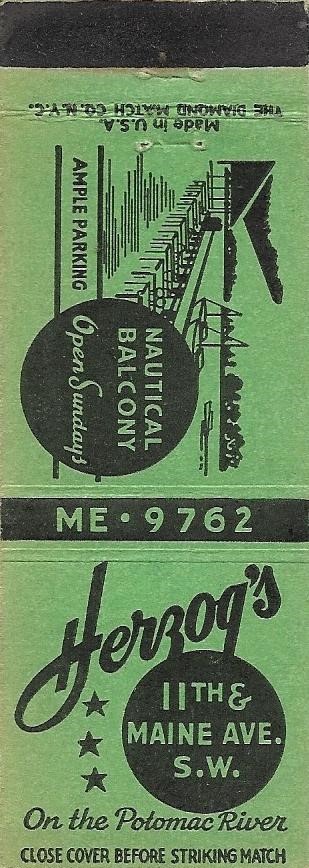 THE DIAMOND MATCH CO. N.Y.C.
Made in U.S.A.
AMPLE PARKING
NAUTICAL
BALCONY
Open Sundays
ME • 9762
Herzog's
11TH &
MAINE AVE.
S.W.
On the Potomac River
CLOSE COVER BEFORE STRIKING MATCH